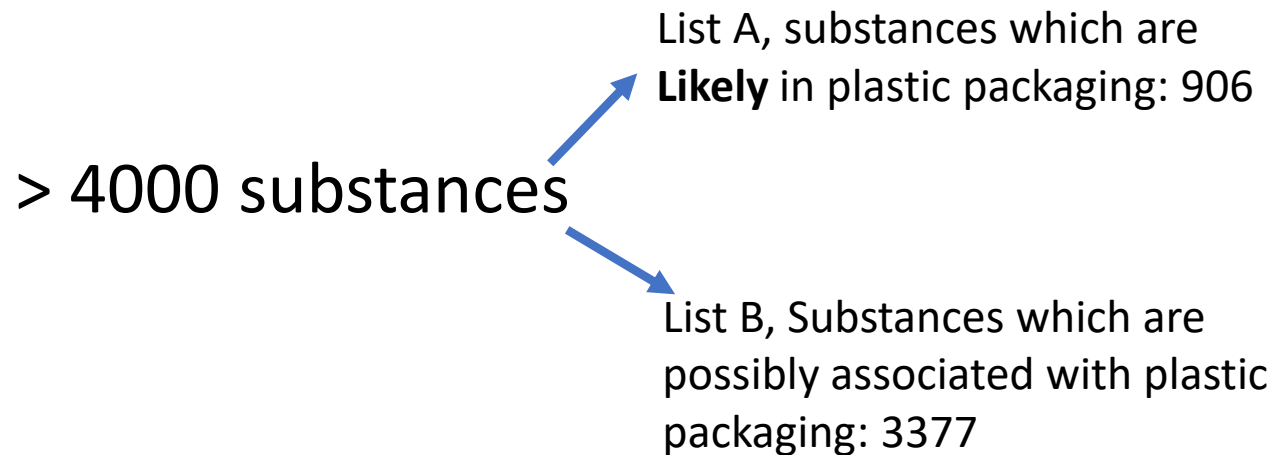 List A, substances which are
Likely in plastic packaging: 906
> 4000 substances
List B, Substances which are
possibly associated with plastic
packaging: 3377